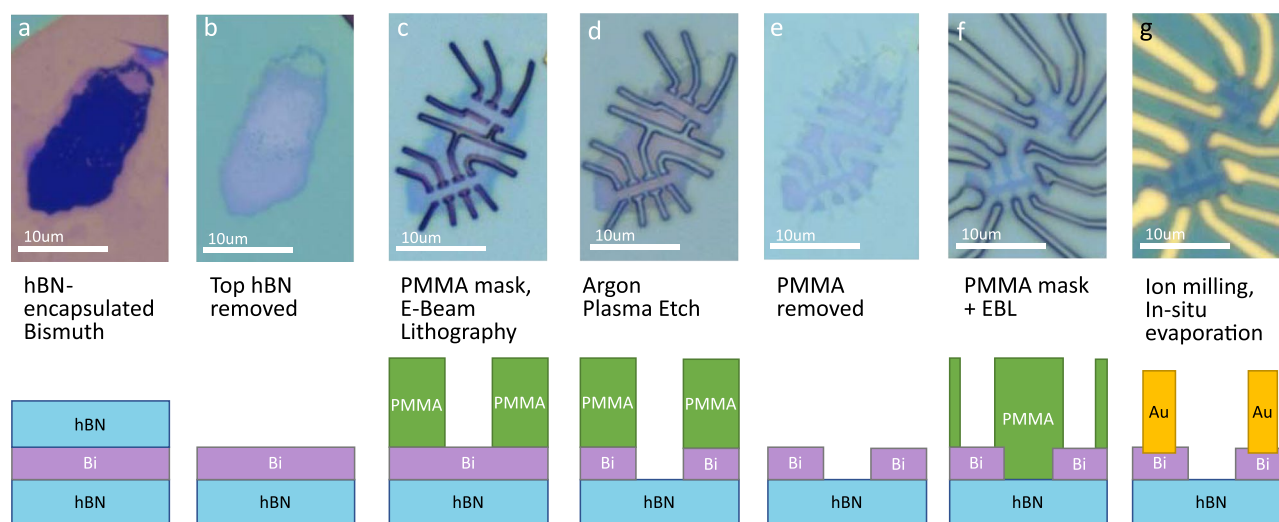 a
b
c
d
e
f
g
10um
10um
10um
10um
10um
10um
10um
hBN-
encapsulated
Bismuth
Top hBN
removed
PMMA mask,
E-Beam
Lithography
Argon
Plasma Etch
PMMA
removed
PMMA mask
+ EBL
Ion milling,
In-situ
evaporation
hBN
Bi
hBN
Bi
hBN
PMMA
PMMA
Bi
hBN
PMMA
PMMA
Bi
Bi
hBN
Bi
Bi
hBN
PMMA
Bi
Bi
hBN
Au
Au
Bi
Bi
hBN